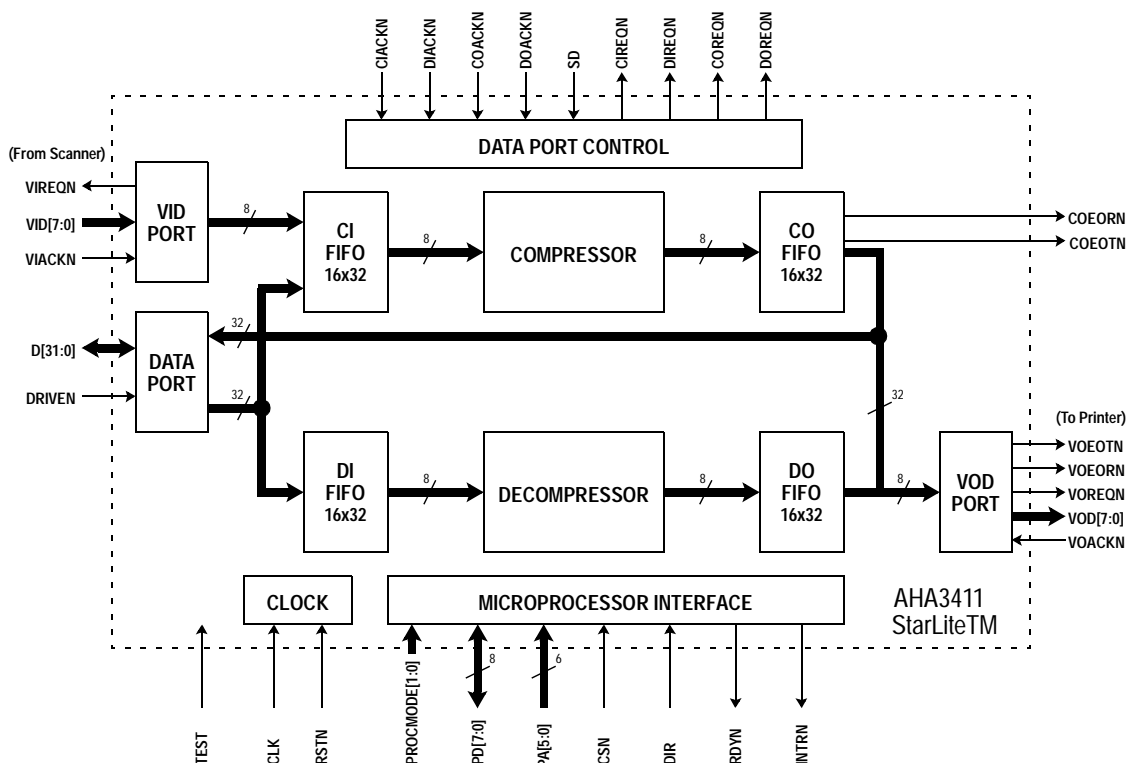 CIACKN
DIACKN
COACKN
DOACKN
SD
CIREQN
DIREQN
COREQN
DOREQN
DATA PORT CONTROL
(From Scanner)
VIREQN
VID[7:0]
VIACKN
VID
PORT
8
CI
FIFO
16x32
8
COMPRESSOR
8
CO
FIFO
16x32
COEORN
COEOTN
D[31:0]
DRIVEN
DATA
PORT
32
32
32
DI
FIFO
16x32
8
DECOMPRESSOR
8
DO
FIFO
16x32
8
VOD
PORT
(To Printer)
VOEOTN
VOEORN
VOREQN
VOD[7:0]
VOACKN
CLOCK
MICROPROCESSOR INTERFACE
AHA3411
StarLiteTM
TEST
CLK
RSTN
PROCMODE[1:0]
PD[7:0]
8
PA[5:0]
6
CSN
DIR
RDYN
INTRN